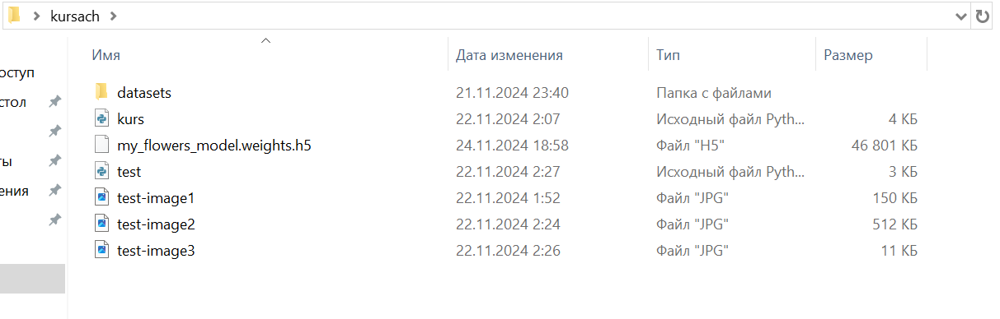 kursach
Имя Дата изменения Тип Размер
оступ
datasets 21.11.2024 23:40 Папка с файлами
стол
kurs 22.11.2024 2:07 Исходный файл Pyth... 4 КБ
my_flowers_model.weights.h5 24.11.2024 18:58 Файл "H5" 46 801 КБ
ты
test 22.11.2024 2:27 Исходный файл Pyth... 3 КБ
ения
test-image1 22.11.2024 1:52 Файл "JPG" 150 КБ
test-image2 22.11.2024 2:24 Файл "JPG" 512 КБ
test-image3 22.11.2024 2:26 Файл "JPG" 11 КБ